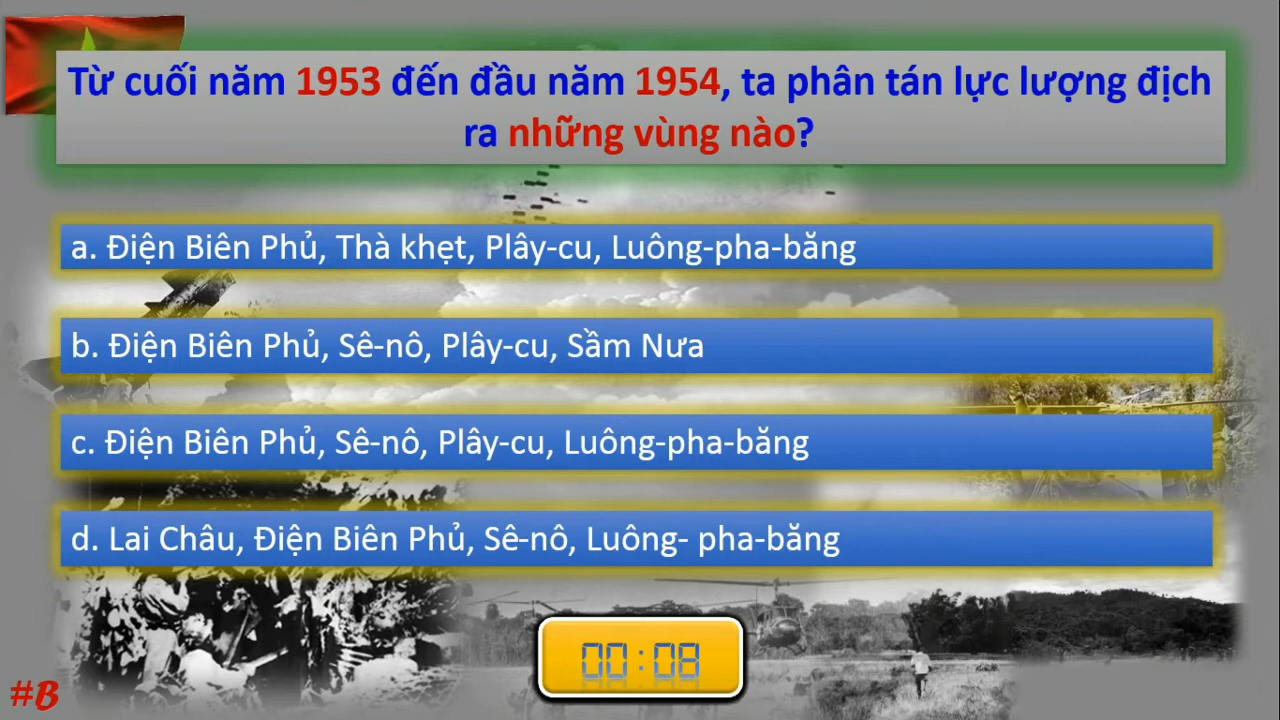 Từ cuối năm 1953 đến đầu năm 1954, ta phân tán lực lượng địch
ra những vùng nào?
a. Điện Biên Phủ, Thà khẹt, Plây-cu, Luông-pha-băng
b. Điện Biên Phủ, Sê-nô, Plây-cu, Sầm Nưa
c. Điện Biên Phủ, Sê-nô, Plây-cu, Luông-pha-băng
d. Lai Châu, Điện Biên Phủ, Sê-nô, Luông- pha-băng
00:08
#B